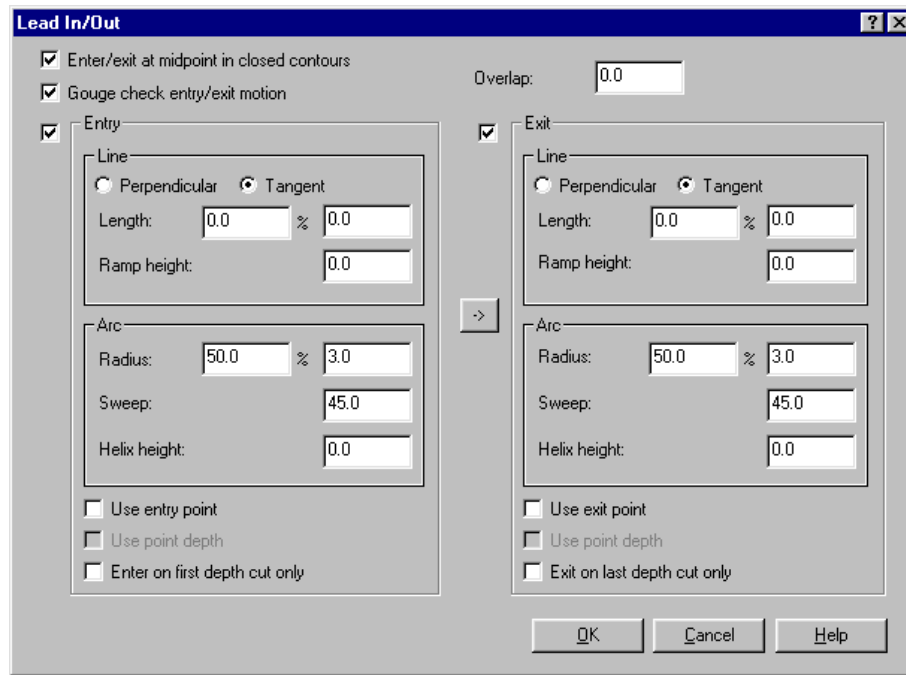 Lead In/Out
Enter/exit at midpoint in closed contours
Gouge check entry/exit motion
Overlap: 0.0
Entry
Line
Perpendicular Tangent
Length: 0.0 % 0.0
Ramp height: 0.0
Arc
Radius: 50.0 % 3.0
Sweep: 45.0
Helix height: 0.0
Use entry point
Use point depth
Enter on first depth cut only
->
Exit
Line
Perpendicular Tangent
Length: 0.0 % 0.0
Ramp height: 0.0
Arc
Radius: 50.0 % 3.0
Sweep: 45.0
Helix height: 0.0
Use exit point
Use point depth
Exit on last depth cut only
OK Cancel Help